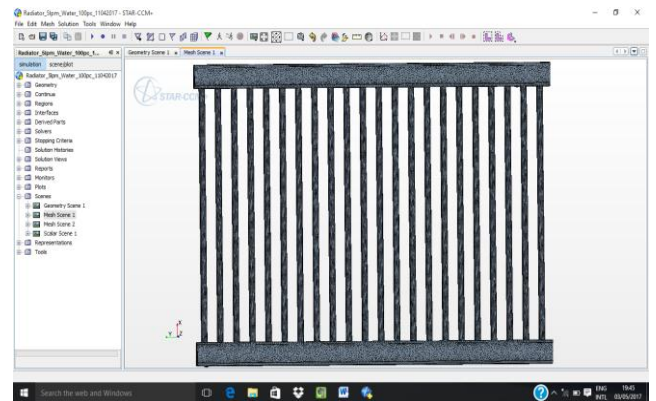 Radiator_5lpm_Water_100pc_11042017 - STAR-CCM+
File Edit Mesh Solution Tools Window Help
Radiator_5lpm_Water_100pc_1...
Geometry Scene 1
Mesh Scene 1
simulation
scene/plot
Radiator_5lpm_Water_100pc_11042017
Geometry
Continua
Regions
Interfaces
Derived Parts
Solvers
Stopping Criteria
Solution Histories
Solution Views
Reports
Monitors
Plots
Scenes
Geometry Scene 1
Mesh Scene 1
Mesh Scene 2
Scalar Scene 1
Representations
Tools
STAR-CCM+
X
Y
Z
Search the web and Windows
ENG
INTL
19:45
03/05/2017